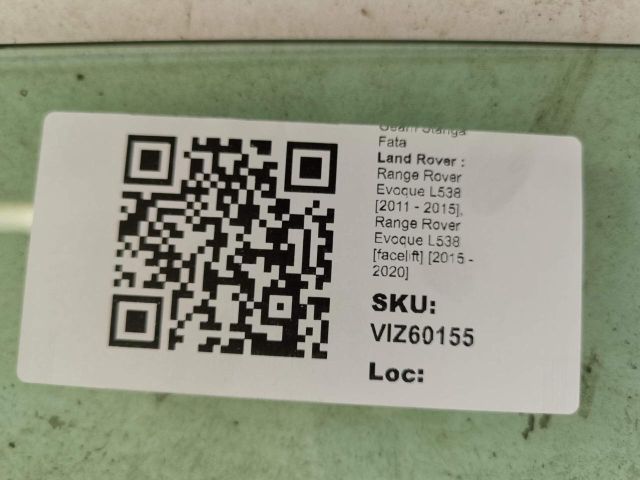 Geam Stanga
Fata
Land Rover :
Range Rover
Evoque L538
[2011 - 2015],
Range Rover
Evoque L538
[facelift] [2015 -
2020]
SKU:
VIZ60155
Loc: